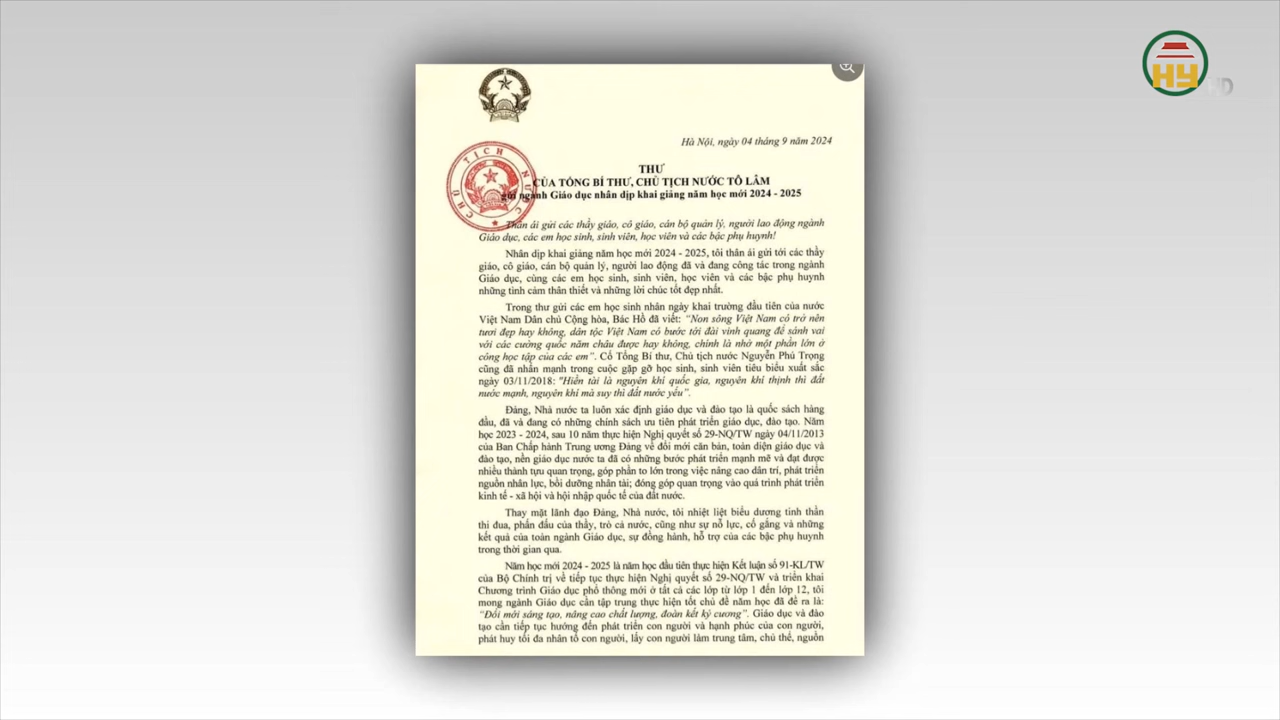 HY
HD
Hà Nội, ngày 04 tháng 9 năm 2024
CHỦ TỊCH NƯỚC
THƯ
CỦA TỔNG BÍ THƯ, CHỦ TỊCH NƯỚC TÔ LÂM
gửi ngành Giáo dục nhân dịp khai giảng năm học mới 2024 - 2025
Thân ái gửi các thầy giáo, cô giáo, cán bộ quản lý, người lao động ngành
Giáo dục, các em học sinh, sinh viên, học viên và các bậc phụ huynh!
Nhân dịp khai giảng năm học mới 2024 - 2025, tôi thân ái gửi tới các thầy
giáo, cô giáo, cán bộ quản lý, người lao động đã và đang công tác trong ngành
Giáo dục, cùng các em học sinh, sinh viên, học viên và các bậc phụ huynh
những tình cảm thân thiết và những lời chúc tốt đẹp nhất.
Trong thư gửi các em học sinh nhân ngày khai trường đầu tiên của nước
Việt Nam Dân chủ Cộng hòa, Bác Hồ đã viết: “Non sông Việt Nam có trở nên
tươi đẹp hay không, dân tộc Việt Nam có bước tới đài vinh quang để sánh vai
với các cường quốc năm châu được hay không, chính là nhờ một phần lớn ở
công học tập của các em”. Cố Tổng Bí thư, Chủ tịch nước Nguyễn Phú Trọng
cũng đã nhấn mạnh trong cuộc gặp gỡ học sinh, sinh viên tiêu biểu xuất sắc
ngày 03/11/2018: "Hiền tài là nguyên khí quốc gia, nguyên khí thịnh thì đất
nước mạnh, nguyên khí mà suy thì đất nước yếu”.
Đảng, Nhà nước ta luôn xác định giáo dục và đào tạo là quốc sách hàng
đầu, đã và đang có những chính sách ưu tiên phát triển giáo dục, đào tạo. Năm
học 2023 - 2024, sau 10 năm thực hiện Nghị quyết số 29-NQ/TW ngày 04/11/2013
của Ban Chấp hành Trung ương Đảng về đổi mới căn bản, toàn diện giáo dục và
đào tạo, nền giáo dục nước ta đã có những bước phát triển mạnh mẽ và đạt được
nhiều thành tựu quan trọng, góp phần to lớn trong việc nâng cao dân trí, phát triển
nguồn nhân lực, bồi dưỡng nhân tài; đóng góp quan trọng vào quá trình phát triển
kinh tế - xã hội và hội nhập quốc tế của đất nước.
Thay mặt lãnh đạo Đảng, Nhà nước, tôi nhiệt liệt biểu dương tinh thần
thi đua, phấn đấu của thầy, trò cả nước, cũng như sự nỗ lực, cố gắng và những
kết quả của toàn ngành Giáo dục, sự đồng hành, hỗ trợ của các bậc phụ huynh
trong thời gian qua.
Năm học mới 2024 - 2025 là năm học đầu tiên thực hiện Kết luận số 91-KL/TW
của Bộ Chính trị về tiếp tục thực hiện Nghị quyết số 29-NQ/TW và triển khai
Chương trình Giáo dục phổ thông mới ở tất cả các lớp từ lớp 1 đến lớp 12, tôi
mong ngành Giáo dục cần tập trung thực hiện tốt chủ đề năm học đã đề ra là:
“Đổi mới sáng tạo, nâng cao chất lượng, đoàn kết kỷ cương”. Giáo dục và đào
tạo cần tiếp tục hướng đến phát triển con người và hạnh phúc của con người,
phát huy tối đa nhân tố con người, lấy con người làm trung tâm, chủ thể, nguồn